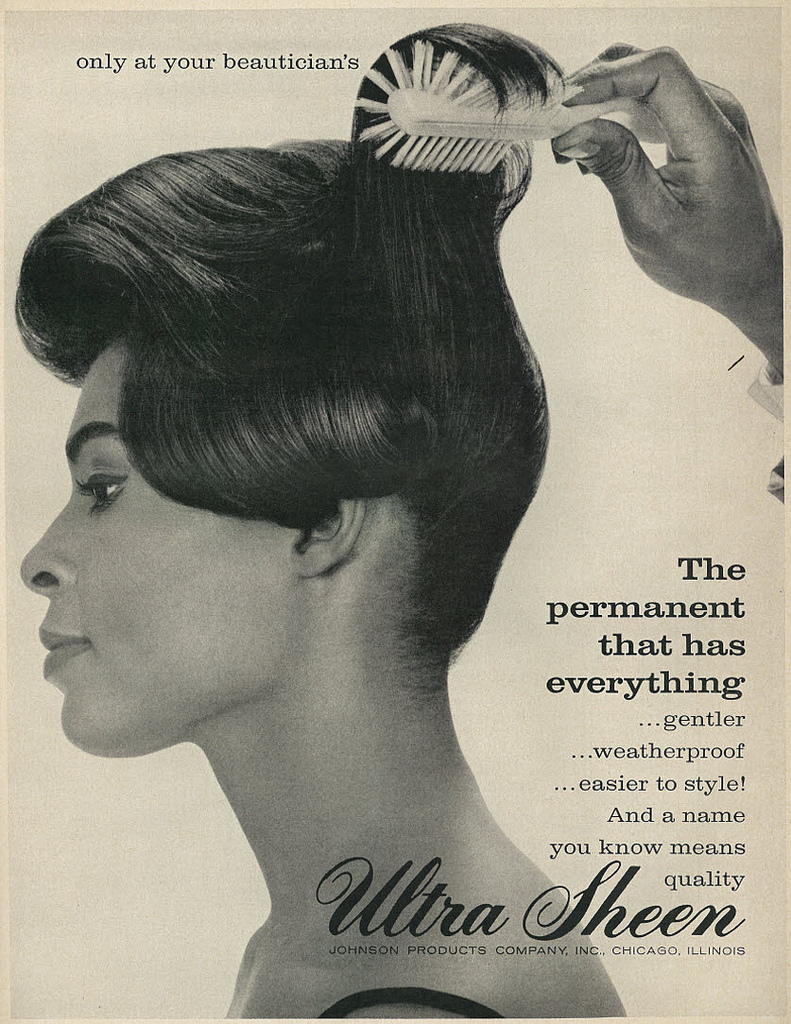 only at your beautician's
The
permanent
that has
everything
...gentler
...weatherproof
...easier to style!
And a name
you know means
quality
Ultra Sheen
JOHNSON PRODUCTS COMPANY, INC., CHICAGO, ILLINOIS